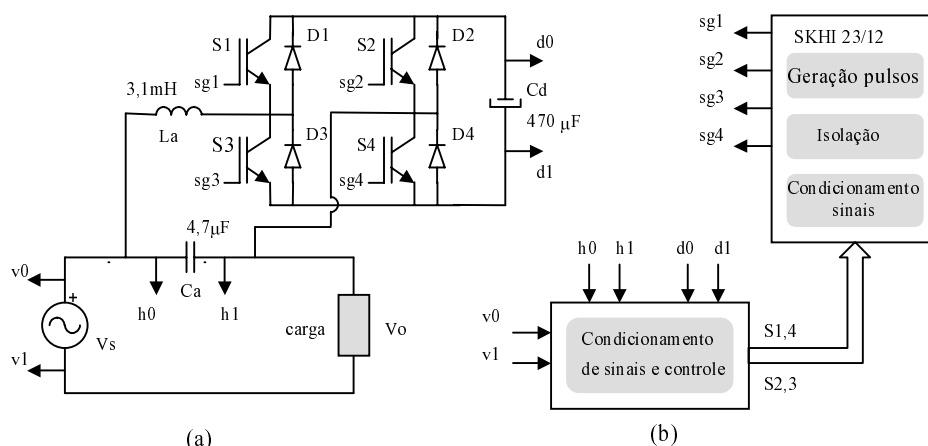 S1
D1
S2
D2
sg1
sg2
d0
3,1mH
La
Cd
470 µF
S3
D3
S4
D4
sg3
sg4
d1
4,7µF
v0
h0
Ca
h1
+
Vs
carga
Vo
v1
(a)
sg1
sg2
sg3
sg4
SKHI 23/12
Geração pulsos
Isolação
Condicionamento
sinais
h0
h1
d0
d1
v0
v1
Condicionamento
de sinais e controle
S1,4
S2,3
(b)